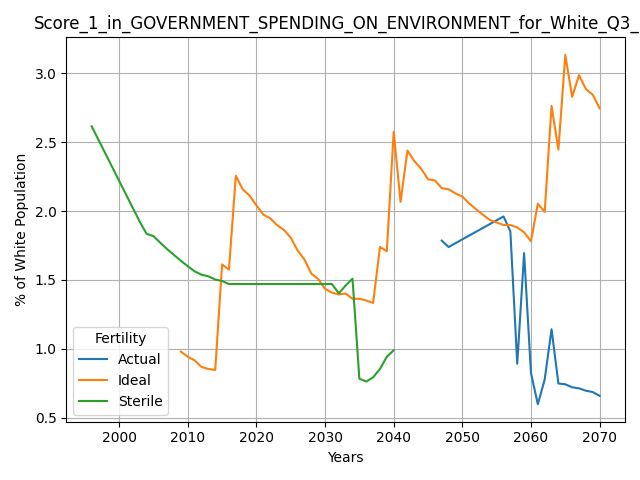 Score_1_in_GOVERNMENT_SPENDING_ON_ENVIRONMENT_for_White_Q3_
% of White Population
3.0
2.5
2.0
1.5
1.0
0.5
Fertility
Actual
Ideal
Sterile
2000 2010 2020 2030 2040 2050 2060 2070
Years